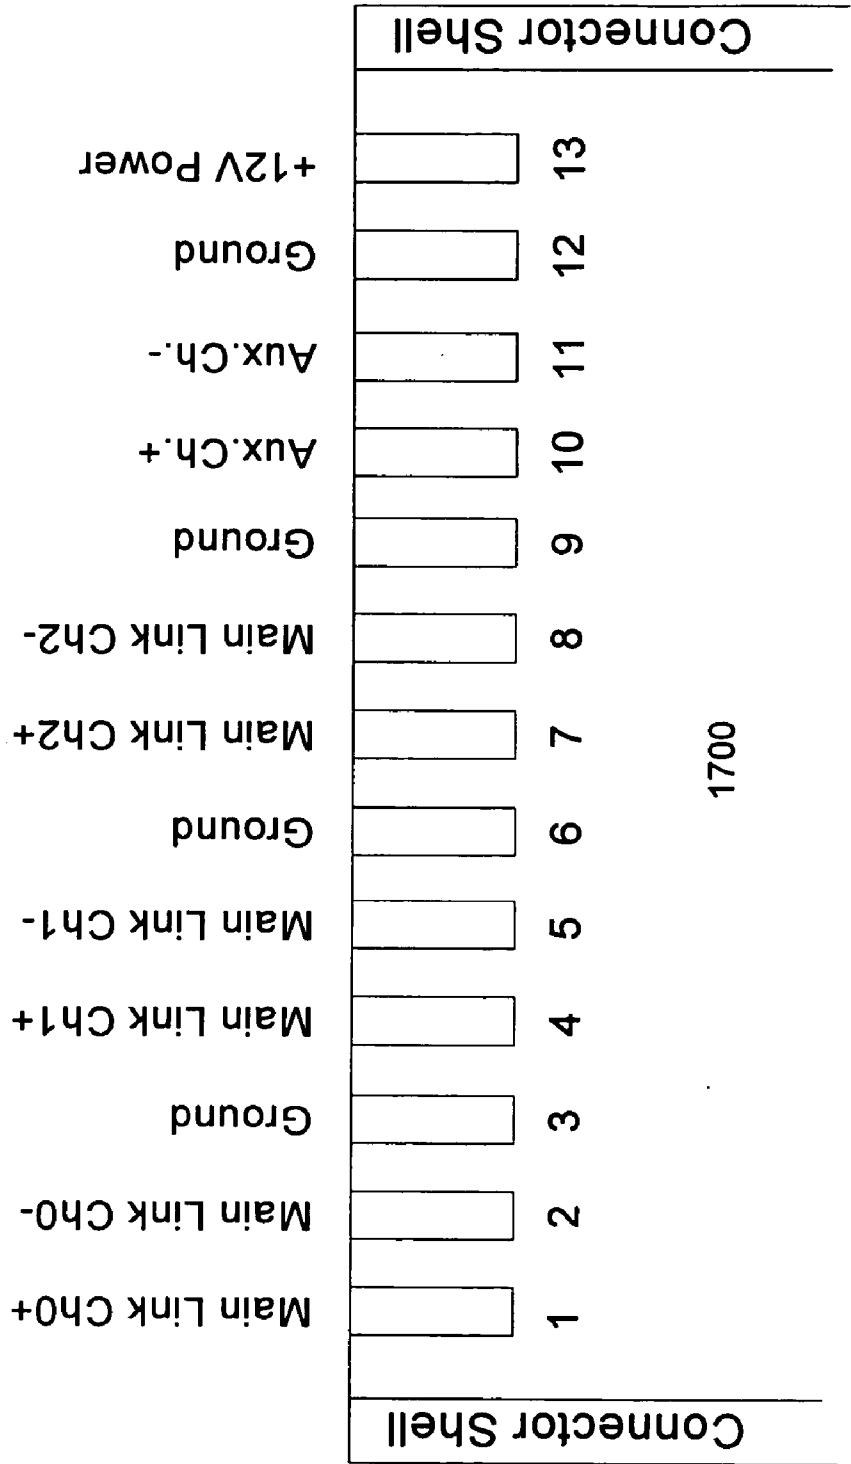 Connector Shell
+12V Power
13
Ground
12
Aux.Ch.-
11
Aux.Ch.+
10
Ground
9
Main Link Ch2-
8
Main Link Ch2+
7
Ground
6
Main Link Ch1-
5
Main Link Ch1+
4
Ground
3
Main Link Ch0-
2
Main Link Ch0+
1
Connector Shell
1700